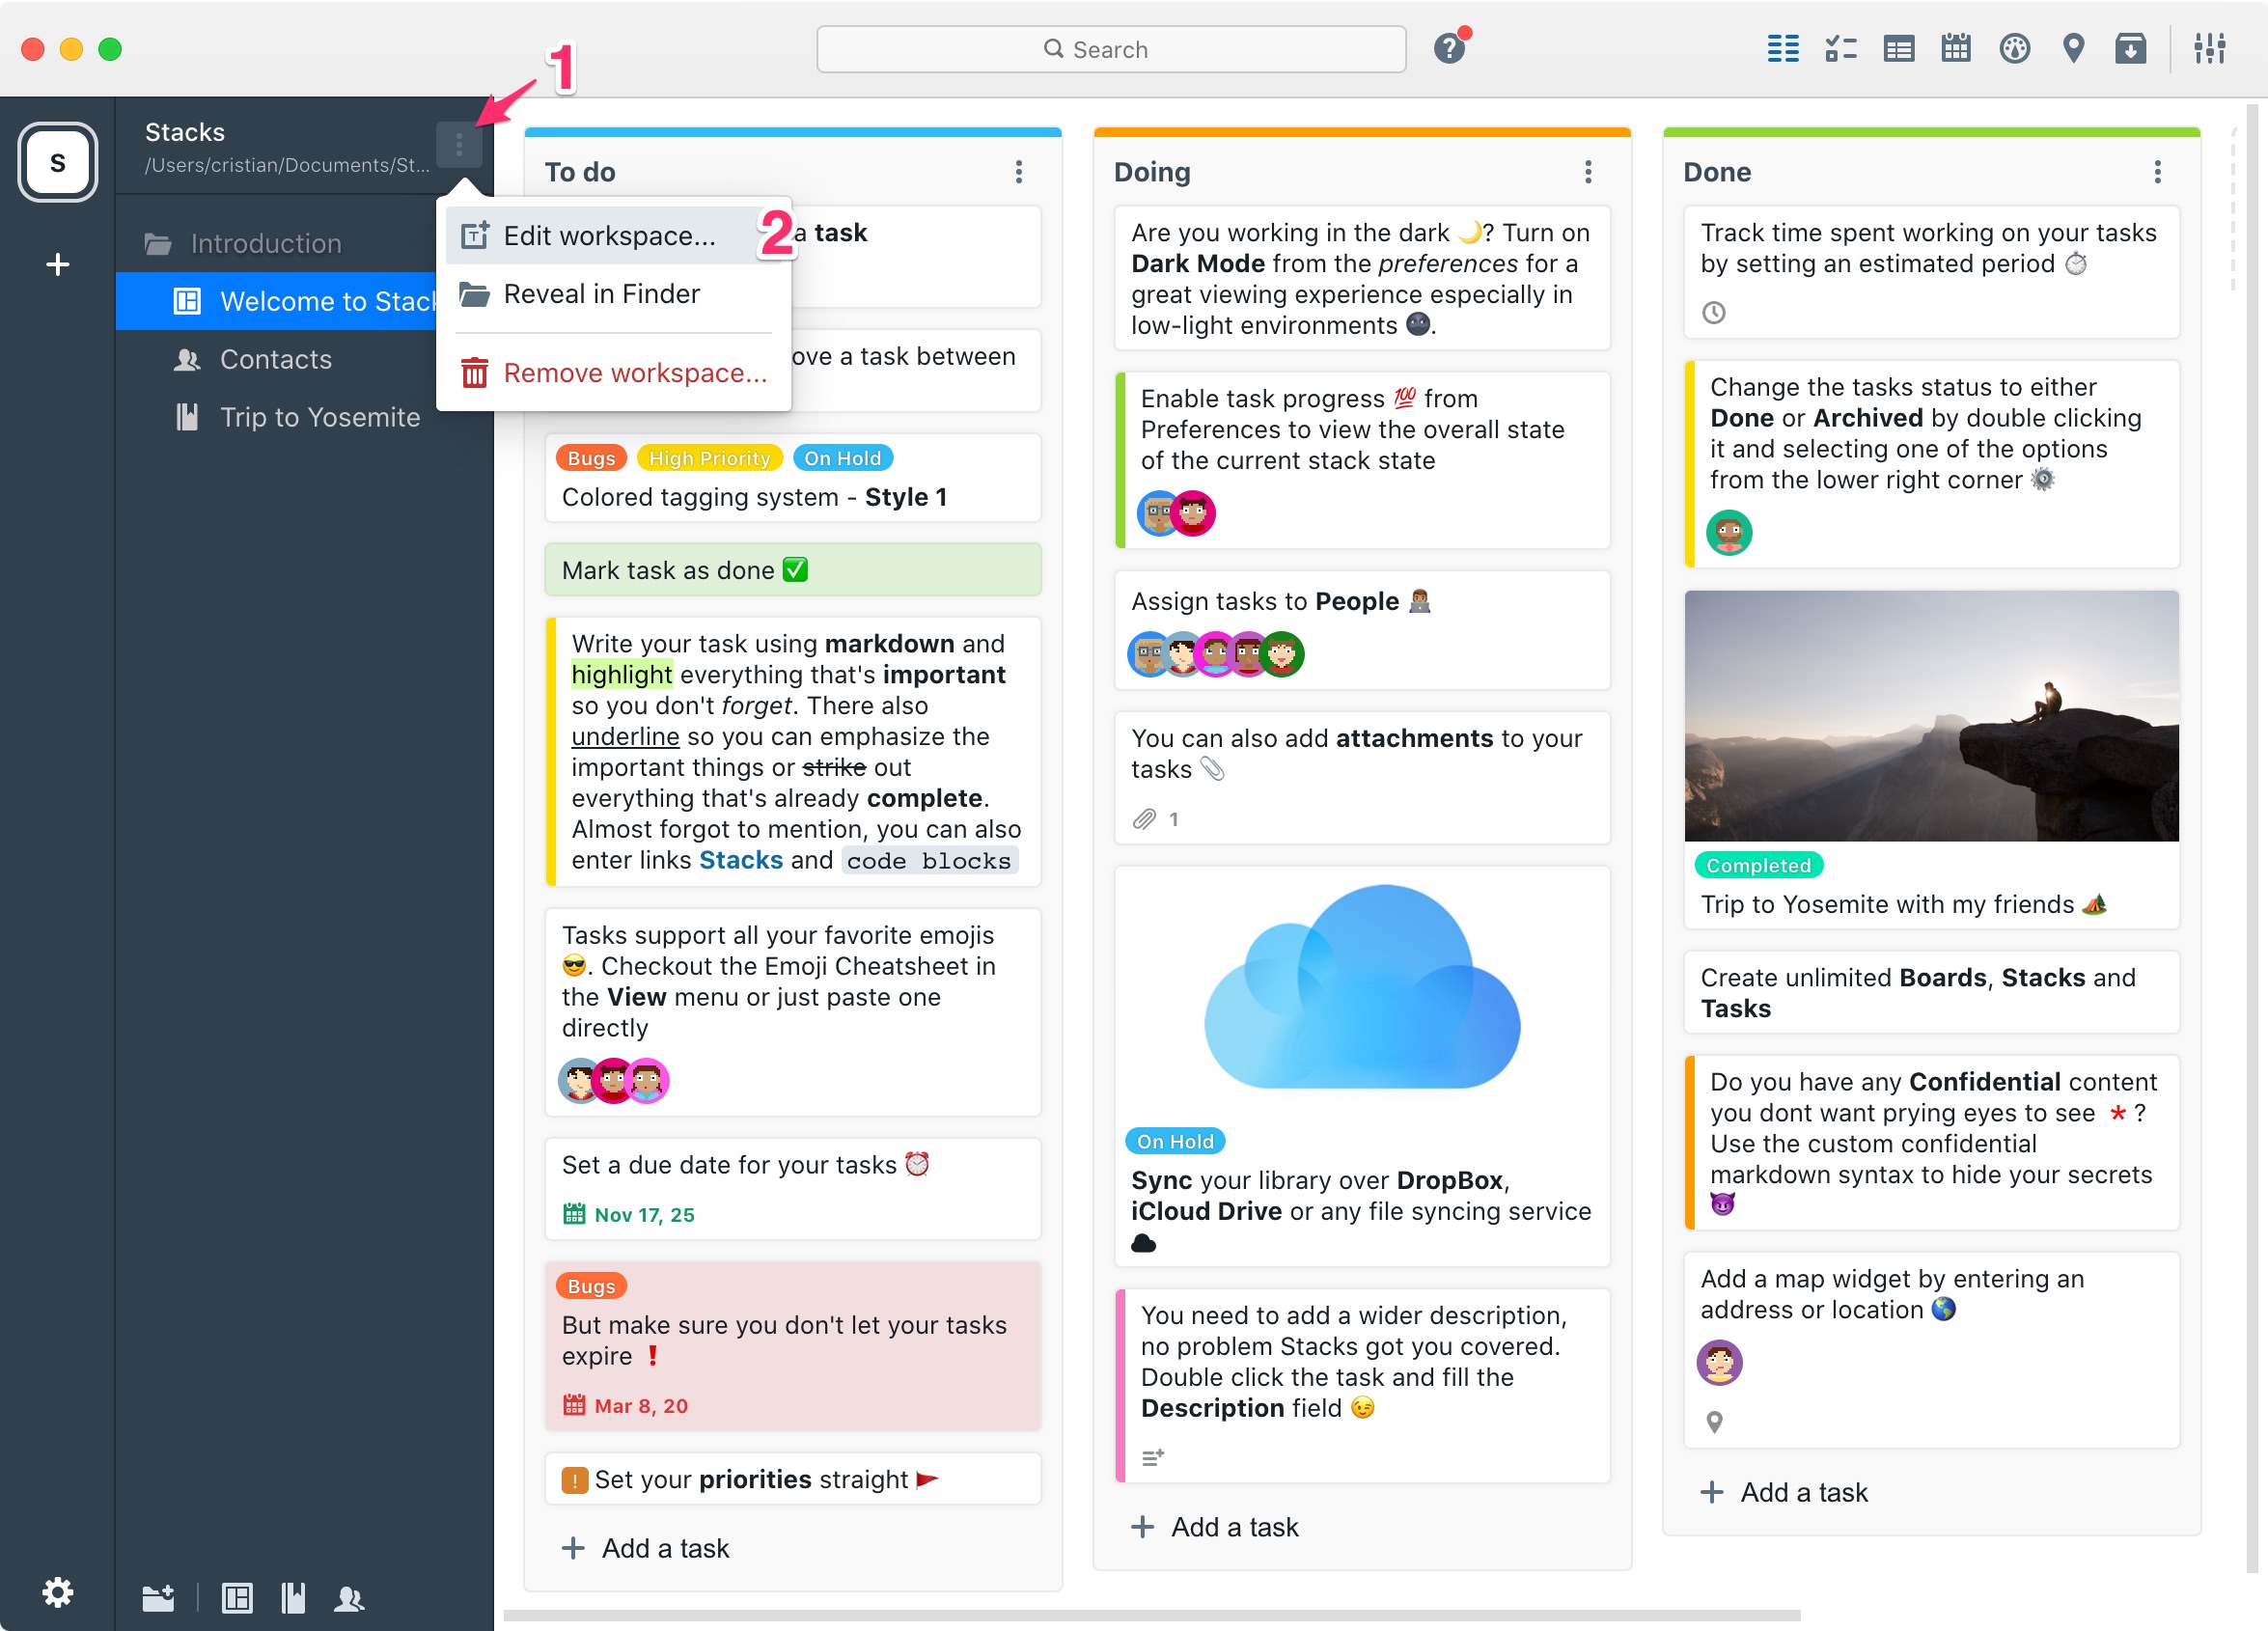 1
Search
?
S
Stacks
/Users/cristian/Documents/St...
Introduction
Welcome to Stack
Contacts
Trip to Yosemite
Edit workspace...
2
Reveal in Finder
Remove workspace...
To do
a task
ove a task between
Bugs
High Priority
On Hold
Colored tagging system - Style 1
Mark task as done ✅
Write your task using markdown and
highlight everything that's important
so you don't forget. There also
underline so you can emphasize the
important things or strike out
everything that's already complete.
Almost forgot to mention, you can also
enter links Stacks and code blocks
Tasks support all your favorite emojis
😎. Checkout the Emoji Cheatsheet in
the View menu or just paste one
directly
Set a due date for your tasks ⏰
Nov 17, 25
Bugs
But make sure you don't let your tasks
expire ❗
Mar 8, 20
! Set your priorities straight 🚩
+ Add a task
Doing
Are you working in the dark 🌙? Turn on
Dark Mode from the preferences for a
great viewing experience especially in
low-light environments 🌚.
Enable task progress 💯 from
Preferences to view the overall state
of the current stack state
Assign tasks to People 👩🏽‍💻
You can also add attachments to your
tasks 📎
1
On Hold
Sync your library over DropBox,
iCloud Drive or any file syncing service
☁
You need to add a wider description,
no problem Stacks got you covered.
Double click the task and fill the
Description field 😉
+ Add a task
Done
Track time spent working on your tasks
by setting an estimated period ⏱
Change the tasks status to either
Done or Archived by double clicking
it and selecting one of the options
from the lower right corner ⚙
Completed
Trip to Yosemite with my friends 🏕
Create unlimited Boards, Stacks and
Tasks
Do you have any Confidential content
you dont want prying eyes to see * ?
Use the custom confidential
markdown syntax to hide your secrets
😈
Add a map widget by entering an
address or location 🌎
+ Add a task